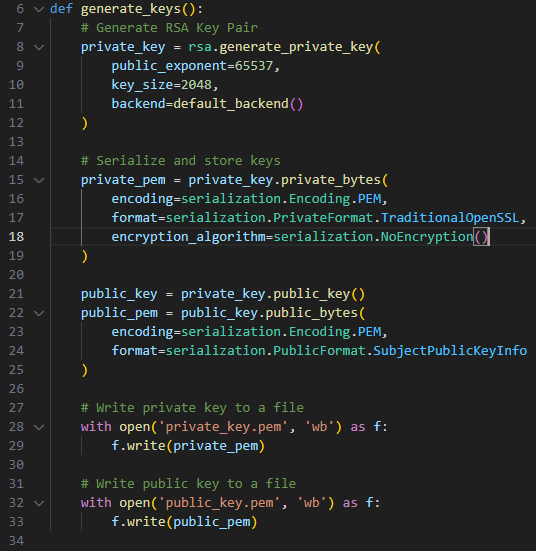 6 def generate_keys():
7     # Generate RSA Key Pair
8     private_key = rsa.generate_private_key(
9         public_exponent=65537,
10         key_size=2048,
11         backend=default_backend()
12     )
13
14     # Serialize and store keys
15     private_pem = private_key.private_bytes(
16         encoding=serialization.Encoding.PEM,
17         format=serialization.PrivateFormat.TraditionalOpenSSL,
18         encryption_algorithm=serialization.NoEncryption()
19     )
20
21     public_key = private_key.public_key()
22     public_pem = public_key.public_bytes(
23         encoding=serialization.Encoding.PEM,
24         format=serialization.PublicFormat.SubjectPublicKeyInfo
25     )
26
27     # Write private key to a file
28     with open('private_key.pem', 'wb') as f:
29         f.write(private_pem)
30
31     # Write public key to a file
32     with open('public_key.pem', 'wb') as f:
33         f.write(public_pem)
34